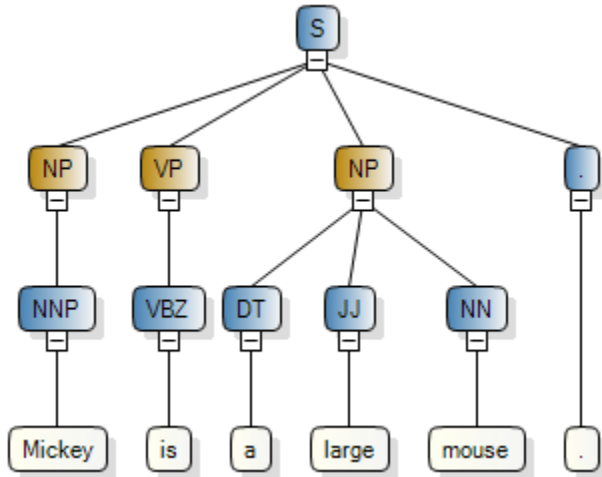 S
NP VP NP .
NNP VBZ DT JJ NN
Mickey is a large mouse .